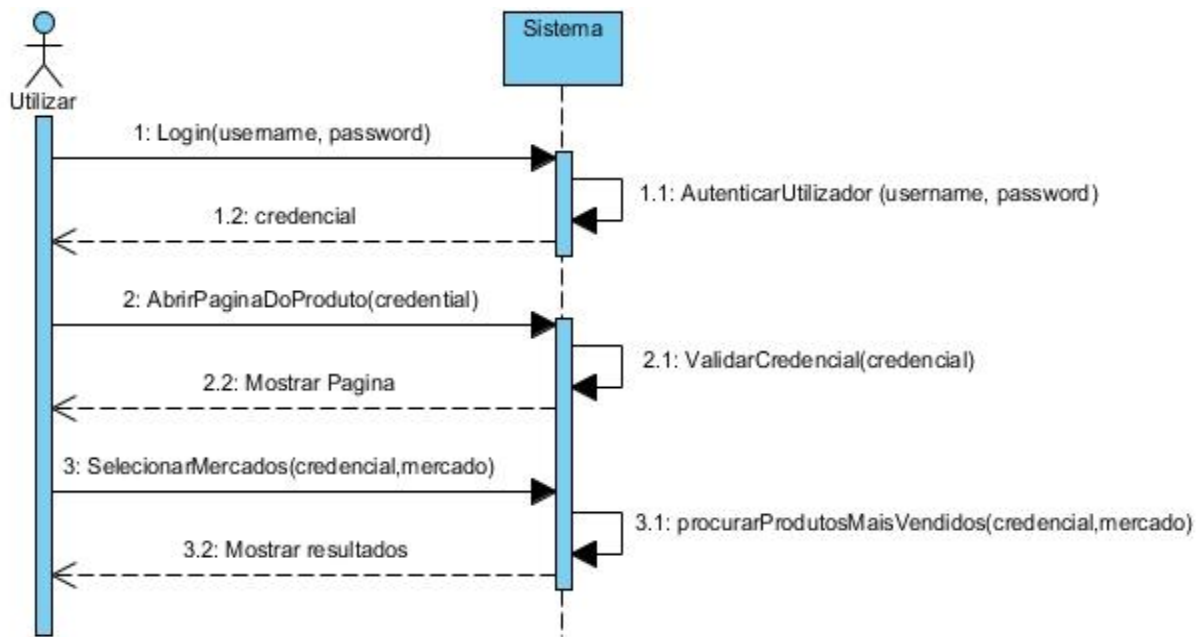 Sistema
Utilizar
1: Login(username, password)
1.1: AutenticarUtilizador (username, password)
1.2: credencial
2: AbrirPaginaDoProduto(credential)
2.1: ValidarCredencial(credencial)
2.2: Mostrar Pagina
3: SelecionarMercados(credencial,mercado)
3.1: procurarProdutosMaisVendidos(credencial,mercado)
3.2: Mostrar resultados